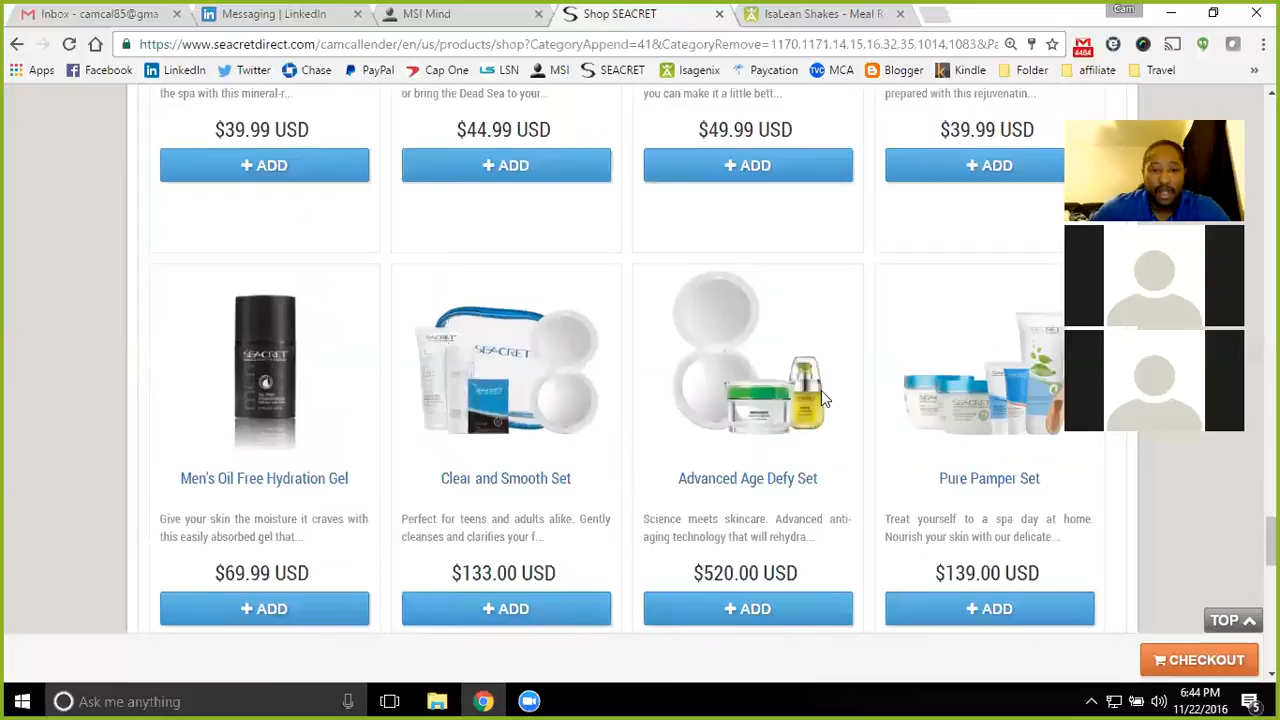 Inbox - camcal85@gma
Messaging | LinkedIn
MSI Mind
Shop SEACRET
IsaLean Shakes - Meal R
Cam
https://www.seacretdirect.com/camcallender/en/us/products/shop?CategoryAppend=41&CategoryRemove=1170.1171,14.15,16.32.35,1014,1083&Pa
4484
Apps
Facebook
LinkedIn
Twitter
Chase
PayPal
Cap One
LSN
MSI
SEACRET
Isagenix
Paycation
MCA
Blogger
Kindle
Folder
affiliate
Travel
the spa with this mineral-r...
or bring the Dead Sea to your...
you can make it a little bett...
prepared with this rejuvenatin...
$39.99 USD
$44.99 USD
$49.99 USD
$39.99 USD
+ ADD
+ ADD
+ ADD
+ ADD
SEACRET
Men's Oil Free Hydration Gel
Clear and Smooth Set
Advanced Age Defy Set
Pure Pamper Set
Give your skin the moisture it craves with
this easily absorbed gel that...
Perfect for teens and adults alike. Gently
cleanses and clarifies your f...
Science meets skincare. Advanced anti-
aging technology that will rehydra...
Treat yourself to a spa day at home.
Nourish your skin with our delicate...
$69.99 USD
$133.00 USD
$520.00 USD
$139.00 USD
+ ADD
+ ADD
+ ADD
+ ADD
TOP
CHECKOUT
Ask me anything
6:44 PM
11/22/2016
5